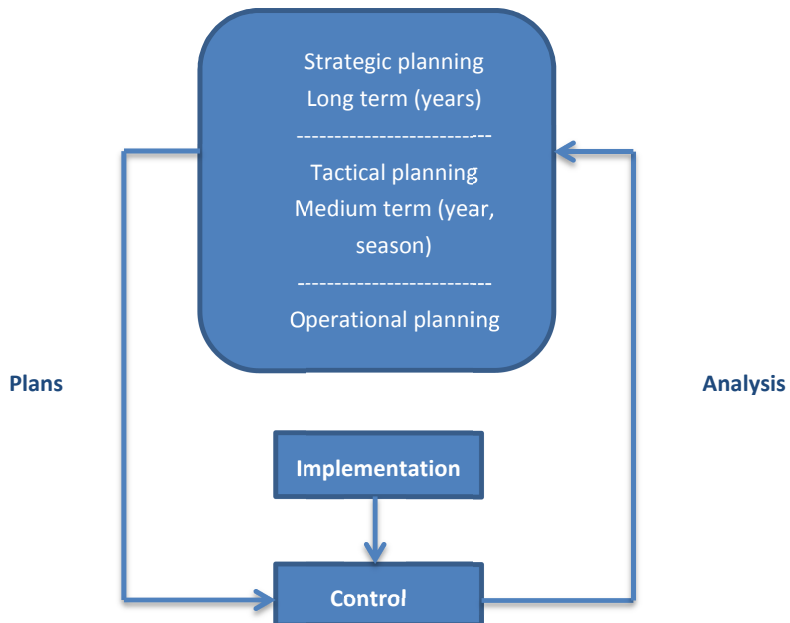 Strategic planning
Long term (years)
--------------------------
Tactical planning
Medium term (year,
season)
--------------------------
Operational planning
Plans
Analysis
Implementation
Control